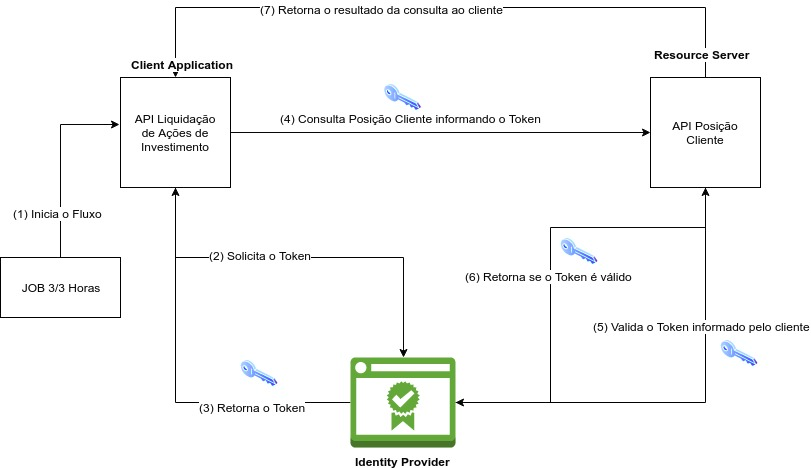 (7) Retorna o resultado da consulta ao cliente
Client Application
Resource Server
API Liquidação
de Ações de
Investimento
(4) Consulta Posição Cliente informando o Token
API Posição
Cliente
(1) Inicia o Fluxo
(2) Solicita o Token
(6) Retorna se o Token é válido
JOB 3/3 Horas
(5) Valida o Token informado pelo cliente
(3) Retorna o Token
Identity Provider